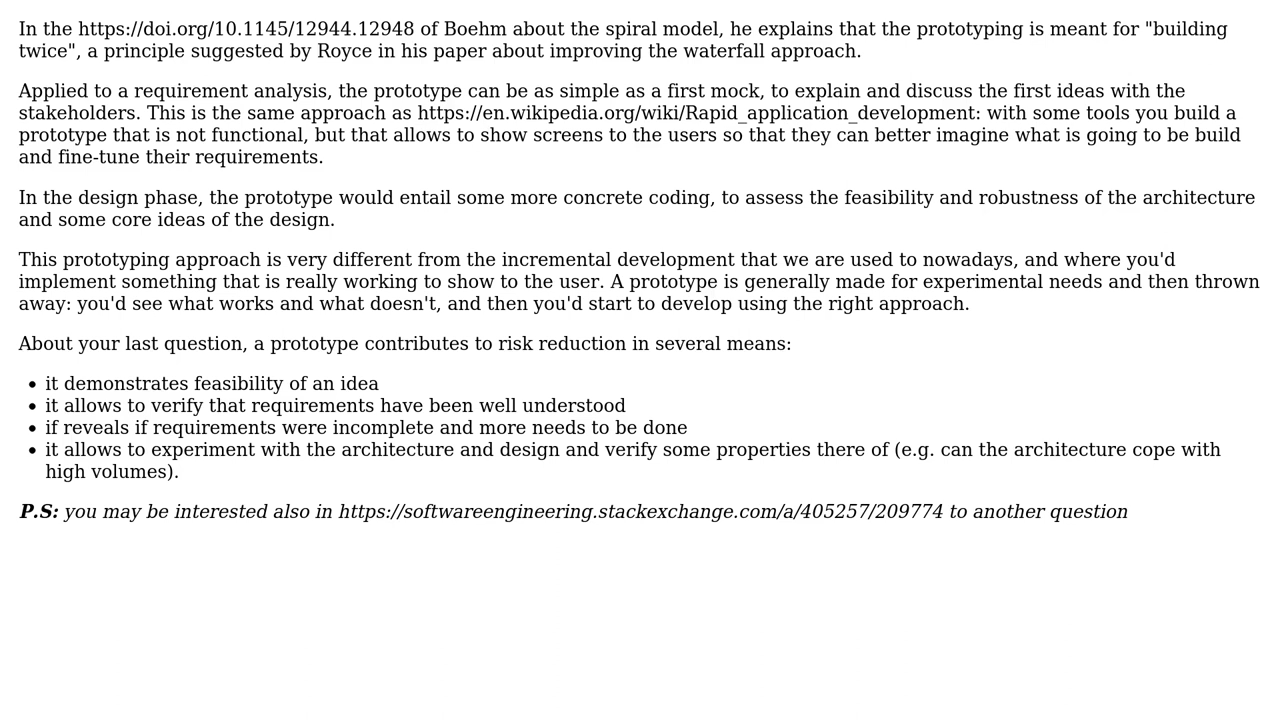 In the https://doi.org/10.1145/12944.12948 of Boehm about the spiral model, he explains that the prototyping is meant for "building
twice", a principle suggested by Royce in his paper about improving the waterfall approach.
Applied to a requirement analysis, the prototype can be as simple as a first mock, to explain and discuss the first ideas with the
stakeholders. This is the same approach as https://en.wikipedia.org/wiki/Rapid_application_development: with some tools you build a
prototype that is not functional, but that allows to show screens to the users so that they can better imagine what is going to be build
and fine-tune their requirements.
In the design phase, the prototype would entail some more concrete coding, to assess the feasibility and robustness of the architecture
and some core ideas of the design.
This prototyping approach is very different from the incremental development that we are used to nowadays, and where you'd
implement something that is really working to show to the user. A prototype is generally made for experimental needs and then thrown
away: you'd see what works and what doesn't, and then you'd start to develop using the right approach.
About your last question, a prototype contributes to risk reduction in several means:
• it demonstrates feasibility of an idea
• it allows to verify that requirements have been well understood
• if reveals if requirements were incomplete and more needs to be done
• it allows to experiment with the architecture and design and verify some properties there of (e.g. can the architecture cope with
high volumes).
P.S: you may be interested also in https://softwareengineering.stackexchange.com/a/405257/209774 to another question